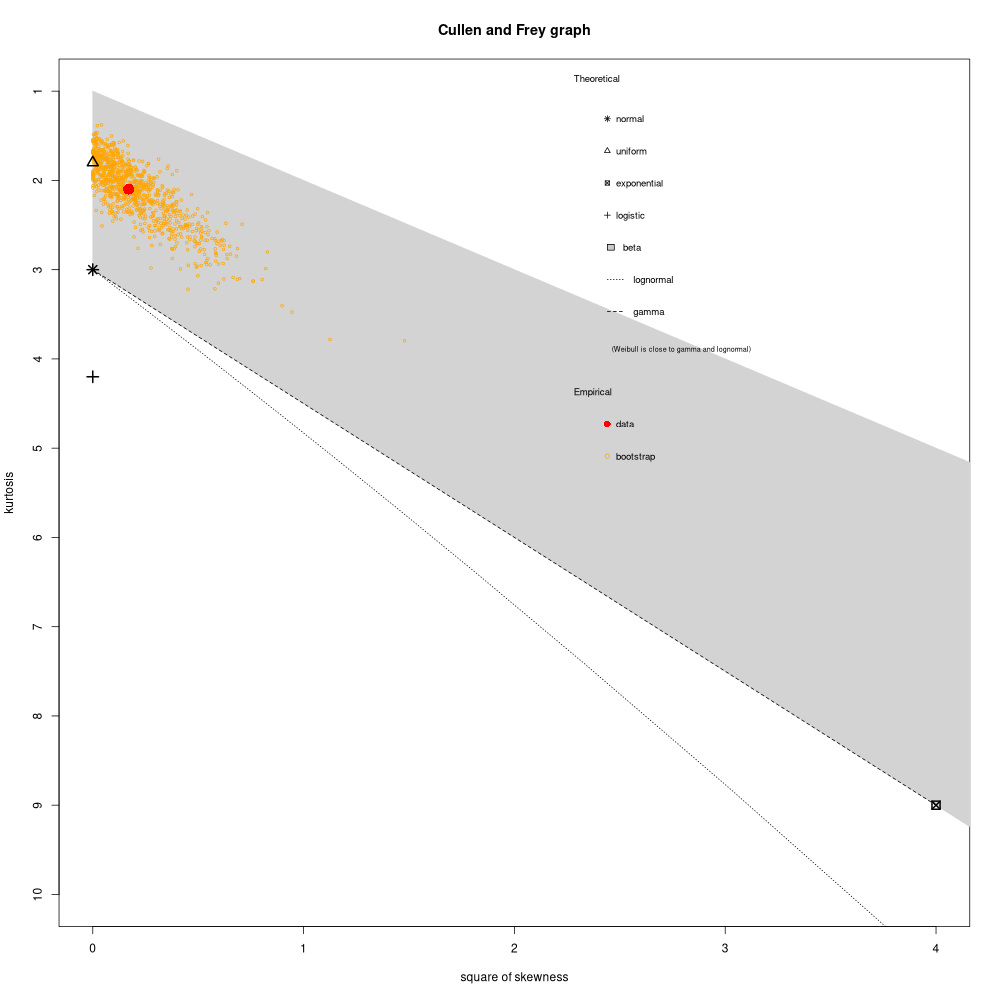 Cullen and Frey graph
Theoretical
normal
uniform
exponential
logistic
beta
lognormal
gamma
(Weibull is close to gamma and lognormal)
Empirical
data
bootstrap
kurtosis
1
2
3
4
5
6
7
8
9
10
0 1 2 3 4
square of skewness